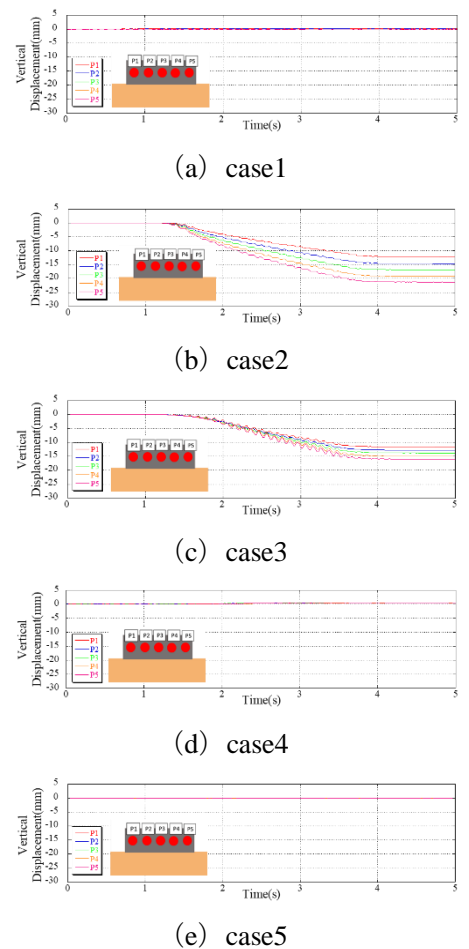 5
0
-5
-10
-15
-20
-25
-30
Vertical
Displacement(mm)
P1
P2
P3
P4
P5
P1 P2 P3 P4 P5
0 1 2 3 4 5
Time(s)
(a) case1
5
0
-5
-10
-15
-20
-25
-30
Vertical
Displacement(mm)
P1
P2
P3
P4
P5
P1 P2 P3 P4 P5
0 1 2 3 4 5
Time(s)
(b) case2
5
0
-5
-10
-15
-20
-25
-30
Vertical
Displacement(mm)
P1
P2
P3
P4
P5
P1 P2 P3 P4 P5
0 1 2 3 4 5
Time(s)
(c) case3
5
0
-5
-10
-15
-20
-25
-30
Vertical
Displacement(mm)
P1
P2
P3
P4
P5
P1 P2 P3 P4 P5
0 1 2 3 4 5
Time(s)
(d) case4
5
0
-5
-10
-15
-20
-25
-30
Vertical
Displacement(mm)
P1
P2
P3
P4
P5
P1 P2 P3 P4 P5
0 1 2 3 4 5
Time(s)
(e) case5